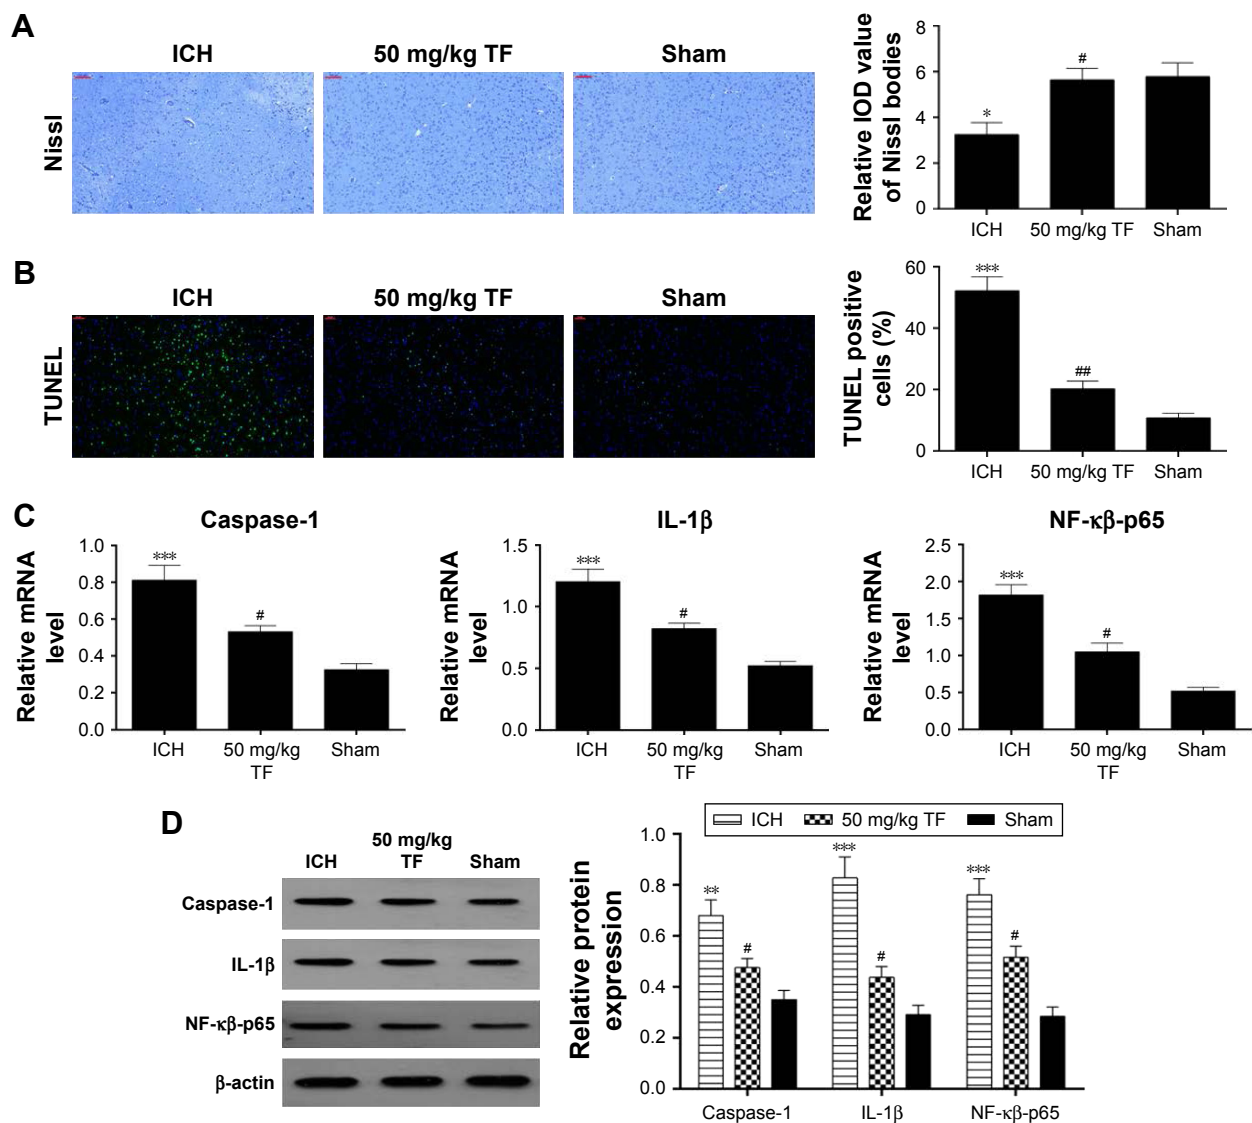 A
ICH
50 mg/kg TF
Sham
Nissl
Relative IOD value
of Nissl bodies
8
6
4
2
0
*
#
ICH
50 mg/kg TF
Sham
B
ICH
50 mg/kg TF
Sham
TUNEL
TUNEL positive
cells (%)
60
40
20
0
***
##
ICH
50 mg/kg TF
Sham
C
Caspase-1
Relative mRNA
level
1.0
0.8
0.6
0.4
0.2
0.0
***
#
ICH
50 mg/kg
TF
Sham
IL-1β
Relative mRNA
level
1.5
1.0
0.5
0.0
***
#
ICH
50 mg/kg
TF
Sham
NF-κβ-p65
Relative mRNA
level
2.5
2.0
1.5
1.0
0.5
0.0
***
#
ICH
50 mg/kg
TF
Sham
D
ICH
50 mg/kg
TF
Sham
Caspase-1
IL-1β
NF-κβ-p65
β-actin
ICH
50 mg/kg TF
Sham
Relative protein
expression
1.0
0.8
0.6
0.4
0.2
0.0
**
#
***
#
***
#
Caspase-1
IL-1β
NF-κβ-p65